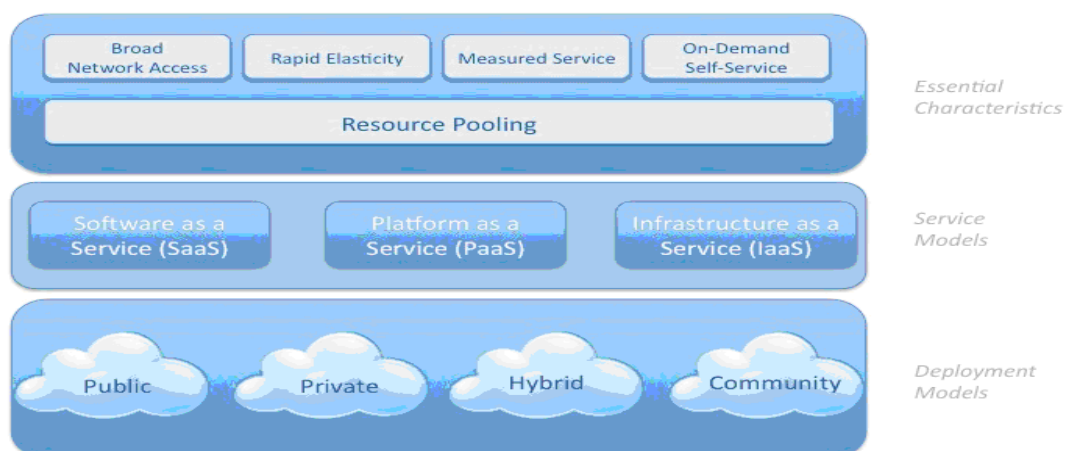 Broad
Network Access
Rapid Elasticity
Measured Service
On-Demand
Self-Service
Resource Pooling
Essential
Characteristics
Software as a
Service (SaaS)
Platform as a
Service (PaaS)
Infrastructure as a
Service (IaaS)
Service
Models
Public
Private
Hybrid
Community
Deployment
Models